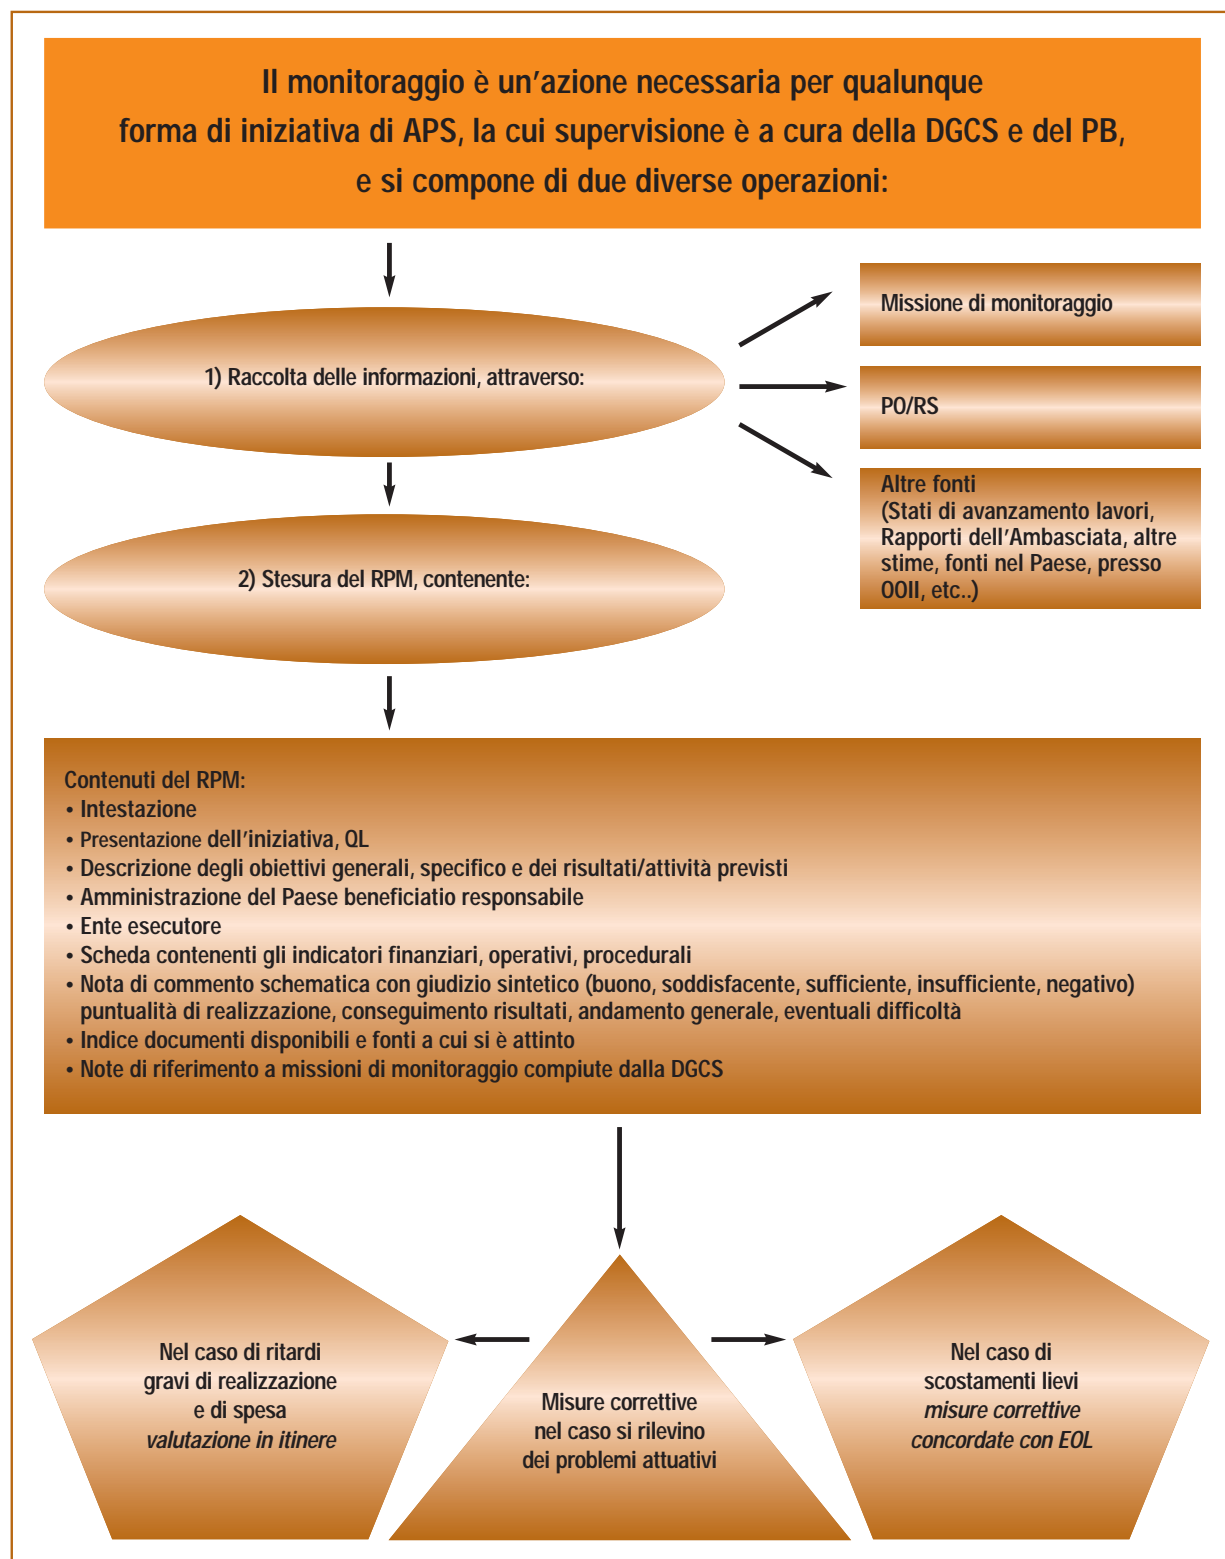 Il monitoraggio è un'azione necessaria per qualunque
forma di iniziativa di APS, la cui supervisione è a cura della DGCS e del PB,
e si compone di due diverse operazioni:
1) Raccolta delle informazioni, attraverso:
Missione di monitoraggio
PO/RS
Altre fonti
(Stati di avanzamento lavori,
Rapporti dell'Ambasciata, altre
stime, fonti nel Paese, presso
OOII, etc..)
2) Stesura del RPM, contenente:
Contenuti del RPM:
• Intestazione
• Presentazione dell'iniziativa, QL
• Descrizione degli obiettivi generali, specifico e dei risultati/attività previsti
• Amministrazione del Paese beneficiatio responsabile
• Ente esecutore
• Scheda contenenti gli indicatori finanziari, operativi, procedurali
• Nota di commento schematica con giudizio sintetico (buono, soddisfacente, sufficiente, insufficiente, negativo)
puntualità di realizzazione, conseguimento risultati, andamento generale, eventuali difficoltà
• Indice documenti disponibili e fonti a cui si è attinto
• Note di riferimento a missioni di monitoraggio compiute dalla DGCS
Nel caso di ritardi
gravi di realizzazione
e di spesa
valutazione in itinere
Misure correttive
nel caso si rilevino
dei problemi attuativi
Nel caso di
scostamenti lievi
misure correttive
concordate con EOL